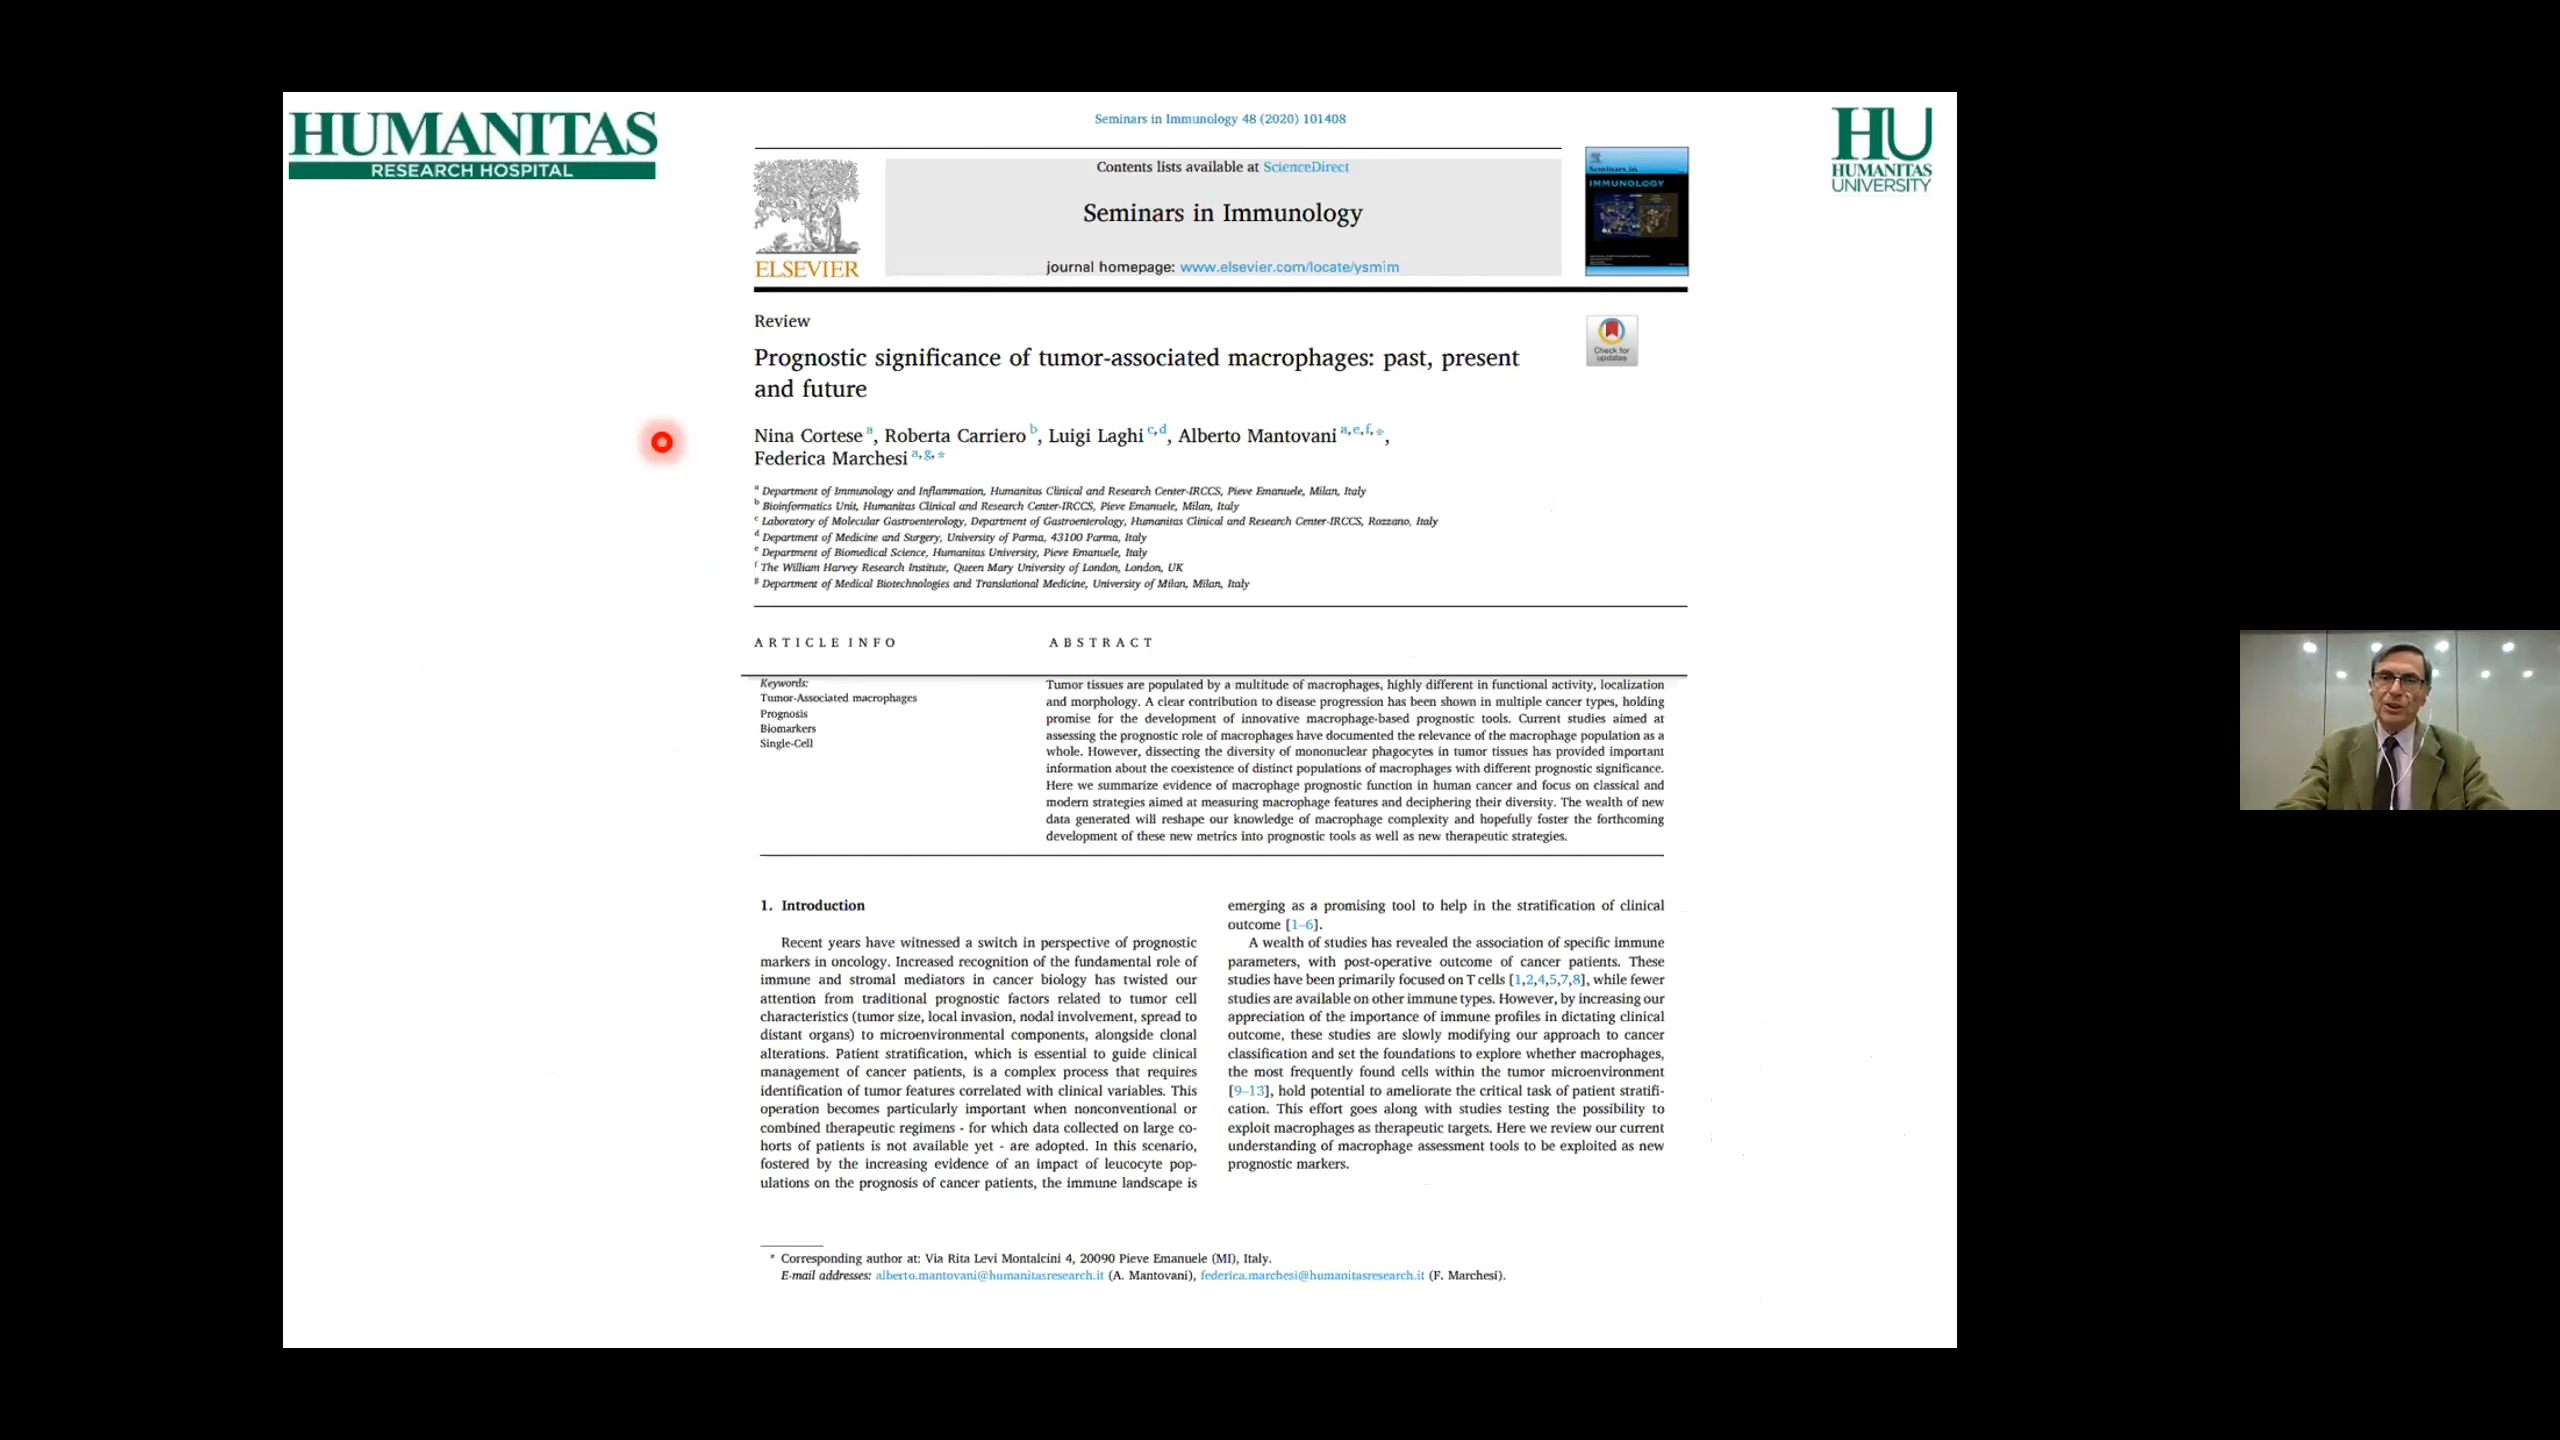 HUMANITAS
RESEARCH HOSPITAL
HU
HUMANITAS
UNIVERSITY
Seminars in Immunology 48 (2020) 101408
Contents lists available at ScienceDirect
Seminars in Immunology
journal homepage: www.elsevier.com/locate/ysmim
ELSEVIER
Seminars in
IMMUNOLOGY
Review
Check for
updates
Prognostic significance of tumor-associated macrophages: past, present
and future
Nina Cortese a, Roberta Carriero b, Luigi Laghi c,d, Alberto Mantovani a,e,f,*,
Federica Marchesi a,g,*
a Department of Immunology and Inflammation, Humanitas Clinical and Research Center-IRCCS, Pieve Emanuele, Milan, Italy
b Bioinformatics Unit, Humanitas Clinical and Research Center-IRCCS, Pieve Emanuele, Milan, Italy
c Laboratory of Molecular Gastroenterology, Department of Gastroenterology, Humanitas Clinical and Research Center-IRCCS, Rozzano, Italy
d Department of Medicine and Surgery, University of Parma, 43100 Parma, Italy
e Department of Biomedical Science, Humanitas University, Pieve Emanuele, Italy
f The William Harvey Research Institute, Queen Mary University of London, London, UK
g Department of Medical Biotechnologies and Translational Medicine, University of Milan, Milan, Italy
ARTICLE INFO
Keywords:
Tumor-Associated macrophages
Prognosis
Biomarkers
Single-Cell
ABSTRACT
Tumor tissues are populated by a multitude of macrophages, highly different in functional activity, localization
and morphology. A clear contribution to disease progression has been shown in multiple cancer types, holding
promise for the development of innovative macrophage-based prognostic tools. Current studies aimed at
assessing the prognostic role of macrophages have documented the relevance of the macrophage population as a
whole. However, dissecting the diversity of mononuclear phagocytes in tumor tissues has provided important
information about the coexistence of distinct populations of macrophages with different prognostic significance.
Here we summarize evidence of macrophage prognostic function in human cancer and focus on classical and
modern strategies aimed at measuring macrophage features and deciphering their diversity. The wealth of new
data generated will reshape our knowledge of macrophage complexity and hopefully foster the forthcoming
development of these new metrics into prognostic tools as well as new therapeutic strategies.
1. Introduction
Recent years have witnessed a switch in perspective of prognostic
markers in oncology. Increased recognition of the fundamental role of
immune and stromal mediators in cancer biology has twisted our
attention from traditional prognostic factors related to tumor cell
characteristics (tumor size, local invasion, nodal involvement, spread to
distant organs) to microenvironmental components, alongside clonal
alterations. Patient stratification, which is essential to guide clinical
management of cancer patients, is a complex process that requires
identification of tumor features correlated with clinical variables. This
operation becomes particularly important when nonconventional or
combined therapeutic regimens - for which data collected on large co-
horts of patients is not available yet - are adopted. In this scenario,
fostered by the increasing evidence of an impact of leucocyte pop-
ulations on the prognosis of cancer patients, the immune landscape is
emerging as a promising tool to help in the stratification of clinical
outcome [1–6].
A wealth of studies has revealed the association of specific immune
parameters, with post-operative outcome of cancer patients. These
studies have been primarily focused on T cells [1,2,4,5,7,8], while fewer
studies are available on other immune types. However, by increasing our
appreciation of the importance of immune profiles in dictating clinical
outcome, these studies are slowly modifying our approach to cancer
classification and set the foundations to explore whether macrophages,
the most frequently found cells within the tumor microenvironment
[9–13], hold potential to ameliorate the critical task of patient stratifi-
cation. This effort goes along with studies testing the possibility to
exploit macrophages as therapeutic targets. Here we review our current
understanding of macrophage assessment tools to be exploited as new
prognostic markers.
* Corresponding author at: Via Rita Levi Montalcini 4, 20090 Pieve Emanuele (MI), Italy.
E-mail addresses: alberto.mantovani@humanitasresearch.it (A. Mantovani), federica.marchesi@humanitasresearch.it (F. Marchesi).